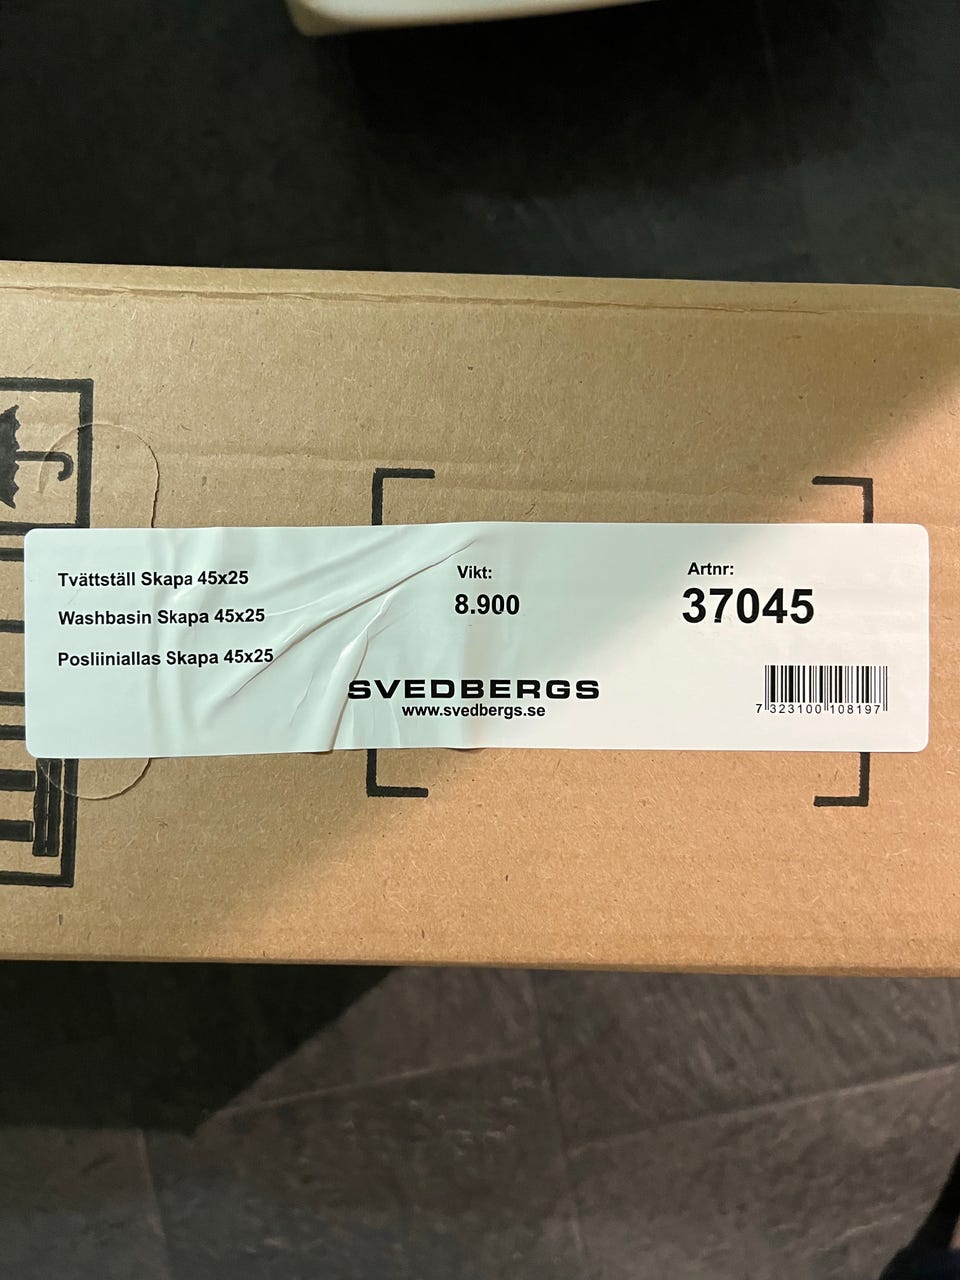 Tvättställ Skapa 45x25
Washbasin Skapa 45x25
Posliiniallas Skapa 45x25
Vikt:
8.900
Artnr:
37045
SVEDBERGS
www.svedbergs.se
7 323100 108197